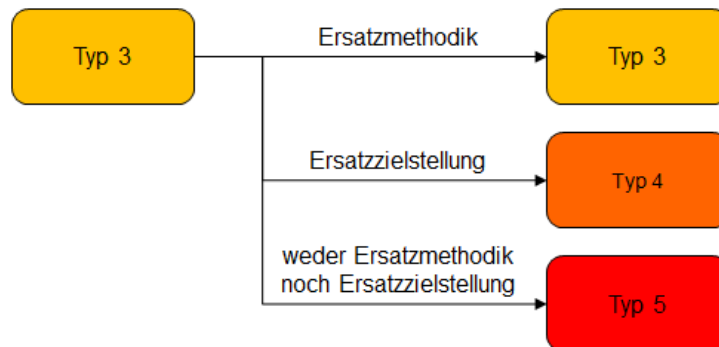 Typ 3
Ersatzmethodik
Typ 3
Ersatzzielstellung
Typ 4
weder Ersatzmethodik
noch Ersatzzielstellung
Typ 5